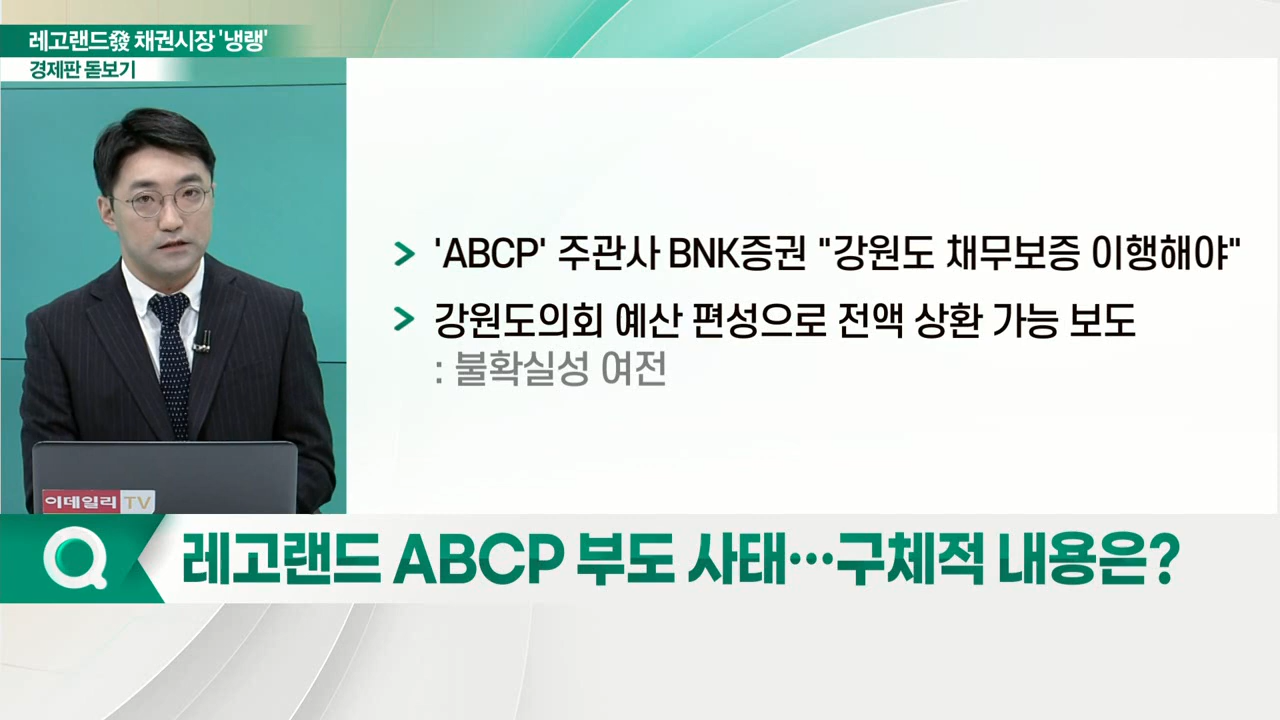 레고랜드發 채권시장 '냉랭'
경제판 돋보기
'ABCP' 주관사 BNK증권 "강원도 채무보증 이행해야"
강원도의회 예산 편성으로 전액 상환 가능 보도
: 불확실성 여전
이데일리TV
Q 레고랜드 ABCP 부도 사태…구체적 내용은?